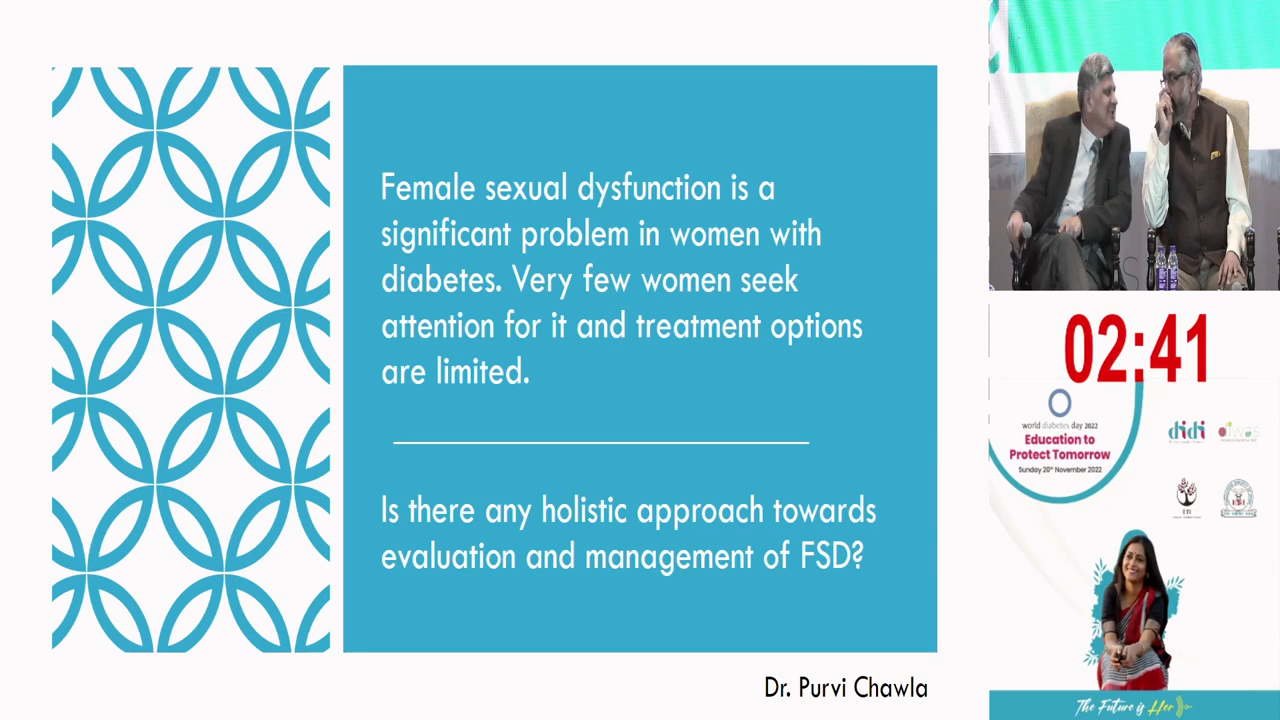 Female sexual dysfunction is a
significant problem in women with
diabetes. Very few women seek
attention for it and treatment options
are limited.
Is there any holistic approach towards
evaluation and management of FSD?
Dr. Purvi Chawla
02:41
world diabetes day 2022
Education to
Protect Tomorrow
Sunday 20th November 2022
didi
The Future is Her